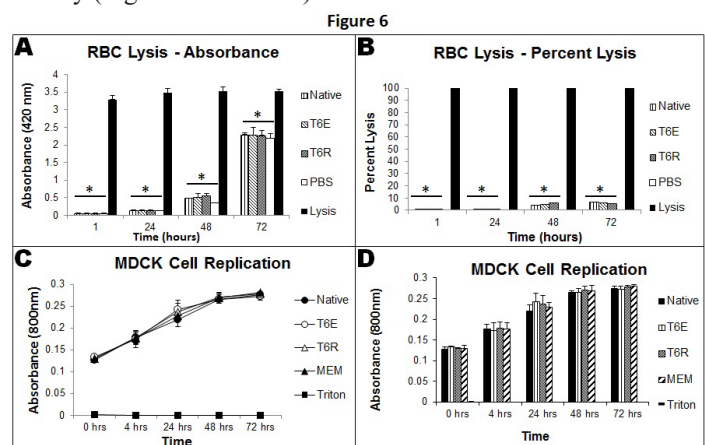 Figure 6
A
RBC Lysis - Absorbance
Absorbance (420 nm)
4
3.5
3
2.5
2
1.5
1
0.5
0
*
*
*
*
1
24
48
72
Time (hours)
Native
T6E
T6R
PBS
Lysis
B
RBC Lysis - Percent Lysis
Percent Lysis
100
90
80
70
60
50
40
30
20
10
0
*
*
*
*
1
24
48
72
Time (hours)
Native
T6E
T6R
PBS
Lysis
C
MDCK Cell Replication
Absorbance (800nm)
0.3
0.25
0.2
0.15
0.1
0.05
0
0 hrs
4 hrs
24 hrs
48 hrs
72 hrs
Time
Native
T6E
T6R
MEM
Triton
D
MDCK Cell Replication
Absorbance (800nm)
0.3
0.25
0.2
0.15
0.1
0.05
0
0 hrs
4 hrs
24 hrs
48 hrs
72 hrs
Time
Native
T6E
T6R
MEM
Triton